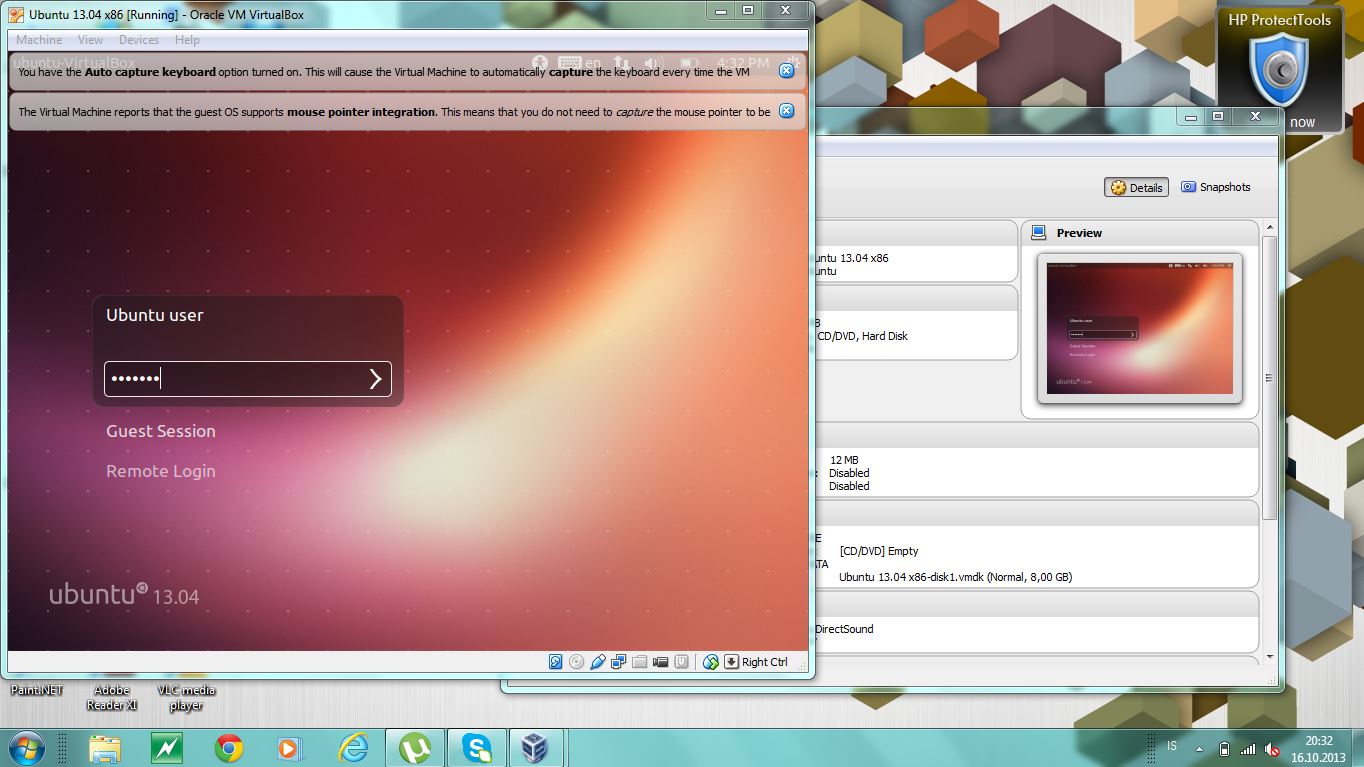 Ubuntu 13.04 x86 [Running] - Oracle VM VirtualBox
Machine View Devices Help
ubuntu-VirtualBox en 4:32 PM
You have the Auto capture keyboard option turned on. This will cause the Virtual Machine to automatically capture the keyboard every time the VM
The Virtual Machine reports that the guest OS supports mouse pointer integration. This means that you do not need to capture the mouse pointer to be
Ubuntu user
•••••••
Guest Session
Remote Login
ubuntu 13.04
Right Ctrl
HP ProtectTools
now
Details Snapshots
Preview
untu 13.04 x86
untu
B
CD/DVD, Hard Disk
12 MB
Disabled
Disabled
E
[CD/DVD] Empty
ATA
Ubuntu 13.04 x86-disk1.vmdk (Normal, 8,00 GB)
DirectSound
Paint.NET
Adobe
Reader XI
VLC media
player
IS
20:32
16.10.2013